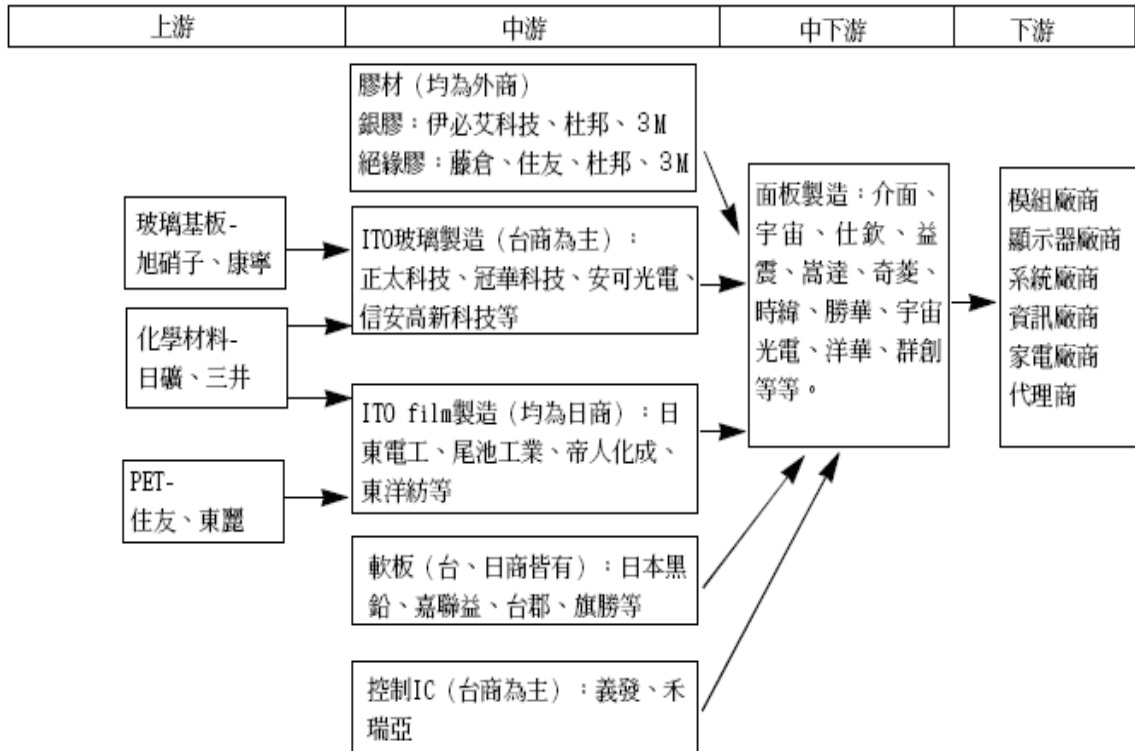 上游
中游
中下游
下游
膠材（均為外商）
銀膠：伊必艾科技、杜邦、3M
絕緣膠：藤倉、住友、杜邦、3M
玻璃基板-
旭硝子、康寧
ITO玻璃製造（台商為主）：
正太科技、冠華科技、安可光電、
信安高新科技等
化學材料-
日礦、三井
ITO film製造（均為日商）：日
東電工、尾池工業、帝人化成、
東洋紡等
PET-
住友、東麗
軟板（台、日商皆有）：日本黑
鉛、嘉聯益、台郡、旗勝等
控制IC（台商為主）：義發、禾
瑞亞
面板製造：介面、
宇宙、仕欽、益
震、嵩達、奇菱、
時緯、勝華、宇宙
光電、洋華、群創
等等。
模組廠商
顯示器廠商
系統廠商
資訊廠商
家電廠商
代理商